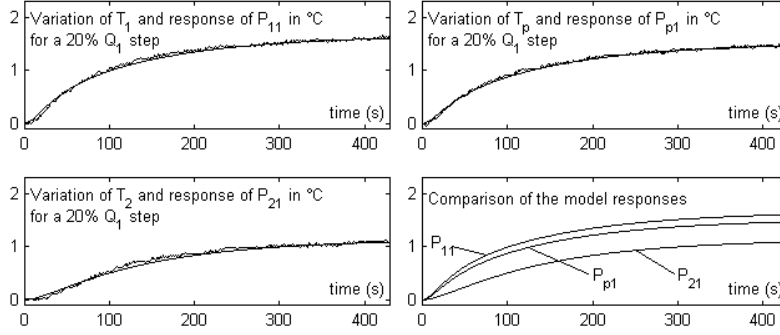 2
Variation of T1 and response of P11 in °C
for a 20% Q1 step
1
time (s)
0
0 100 200 300 400
2
Variation of Tp and response of Pp1 in °C
for a 20% Q1 step
1
time (s)
0
0 100 200 300 400
2
Variation of T2 and response of P21 in °C
for a 20% Q1 step
1
time (s)
0
0 100 200 300 400
2
Comparison of the model responses
P11
1
Pp1
P21
time (s)
0
0 100 200 300 400